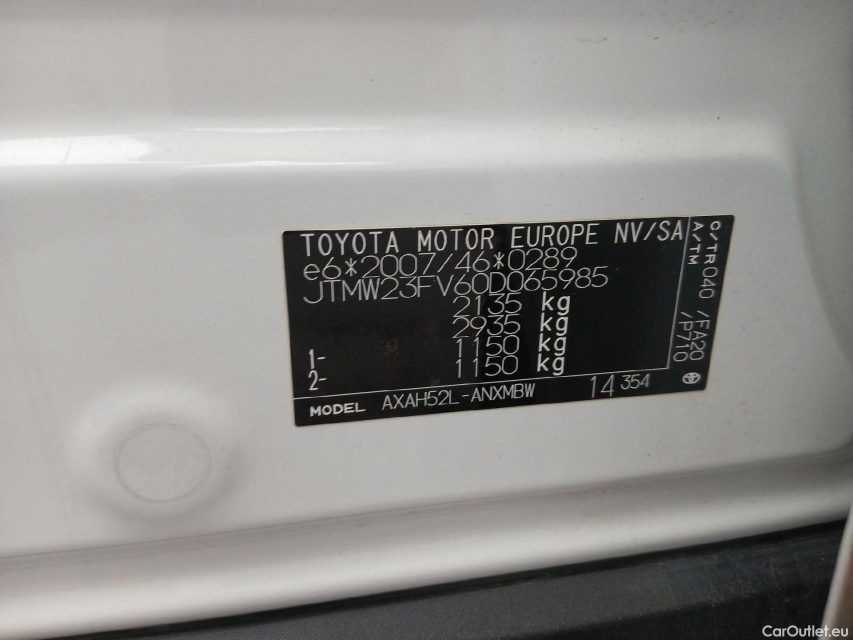 TOYOTA MOTOR EUROPE NV/SA
e6*2007/46*0289
JTMW23FV60D065985
2135 kg
2935 kg
1- 1150 kg
2- 1150 kg
MODEL AXAH52L-ANXMBW 14 354
C/TR 040 /FA20
A/TM /P710
CarOutlet.eu